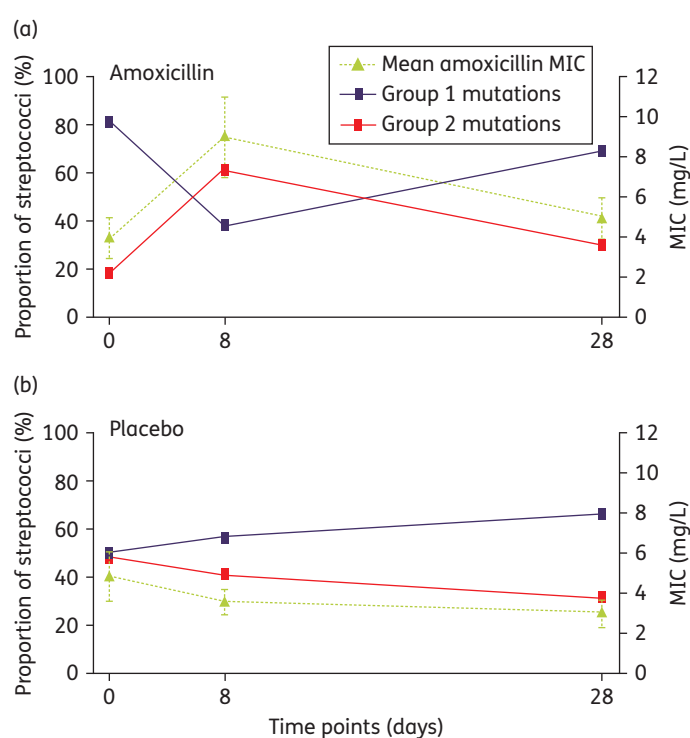 (a)
Amoxicillin
Mean amoxicillin MIC
Group 1 mutations
Group 2 mutations
Proportion of streptococci (%)
100
80
60
40
20
0
MIC (mg/L)
12
10
8
6
4
2
0
0 8 28
(b)
Placebo
Proportion of streptococci (%)
100
80
60
40
20
0
MIC (mg/L)
12
10
8
6
4
2
0
0 8 28
Time points (days)